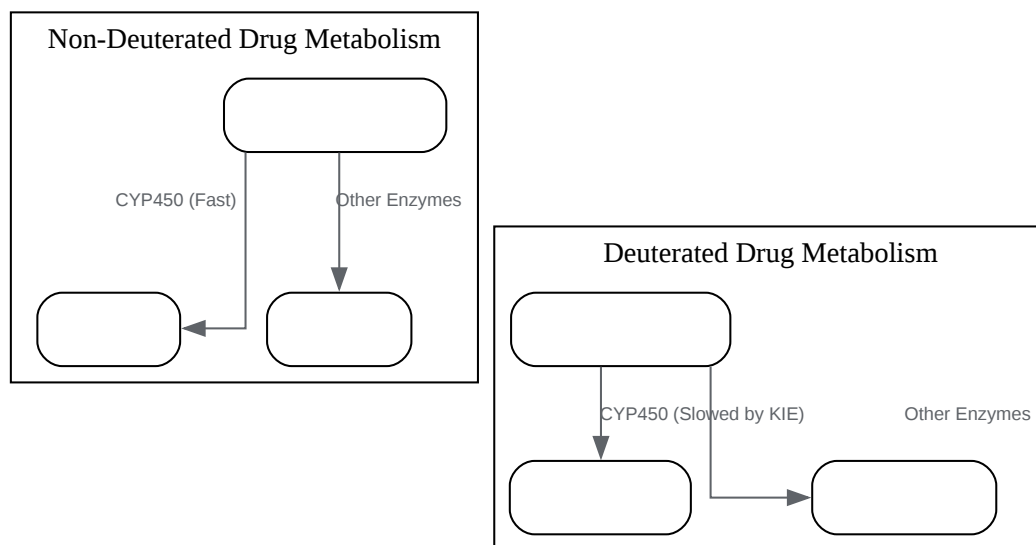 Non-Deuterated Drug Metabolism
CYP450 (Fast)
Other Enzymes
Deuterated Drug Metabolism
CYP450 (Slowed by KIE)
Other Enzymes